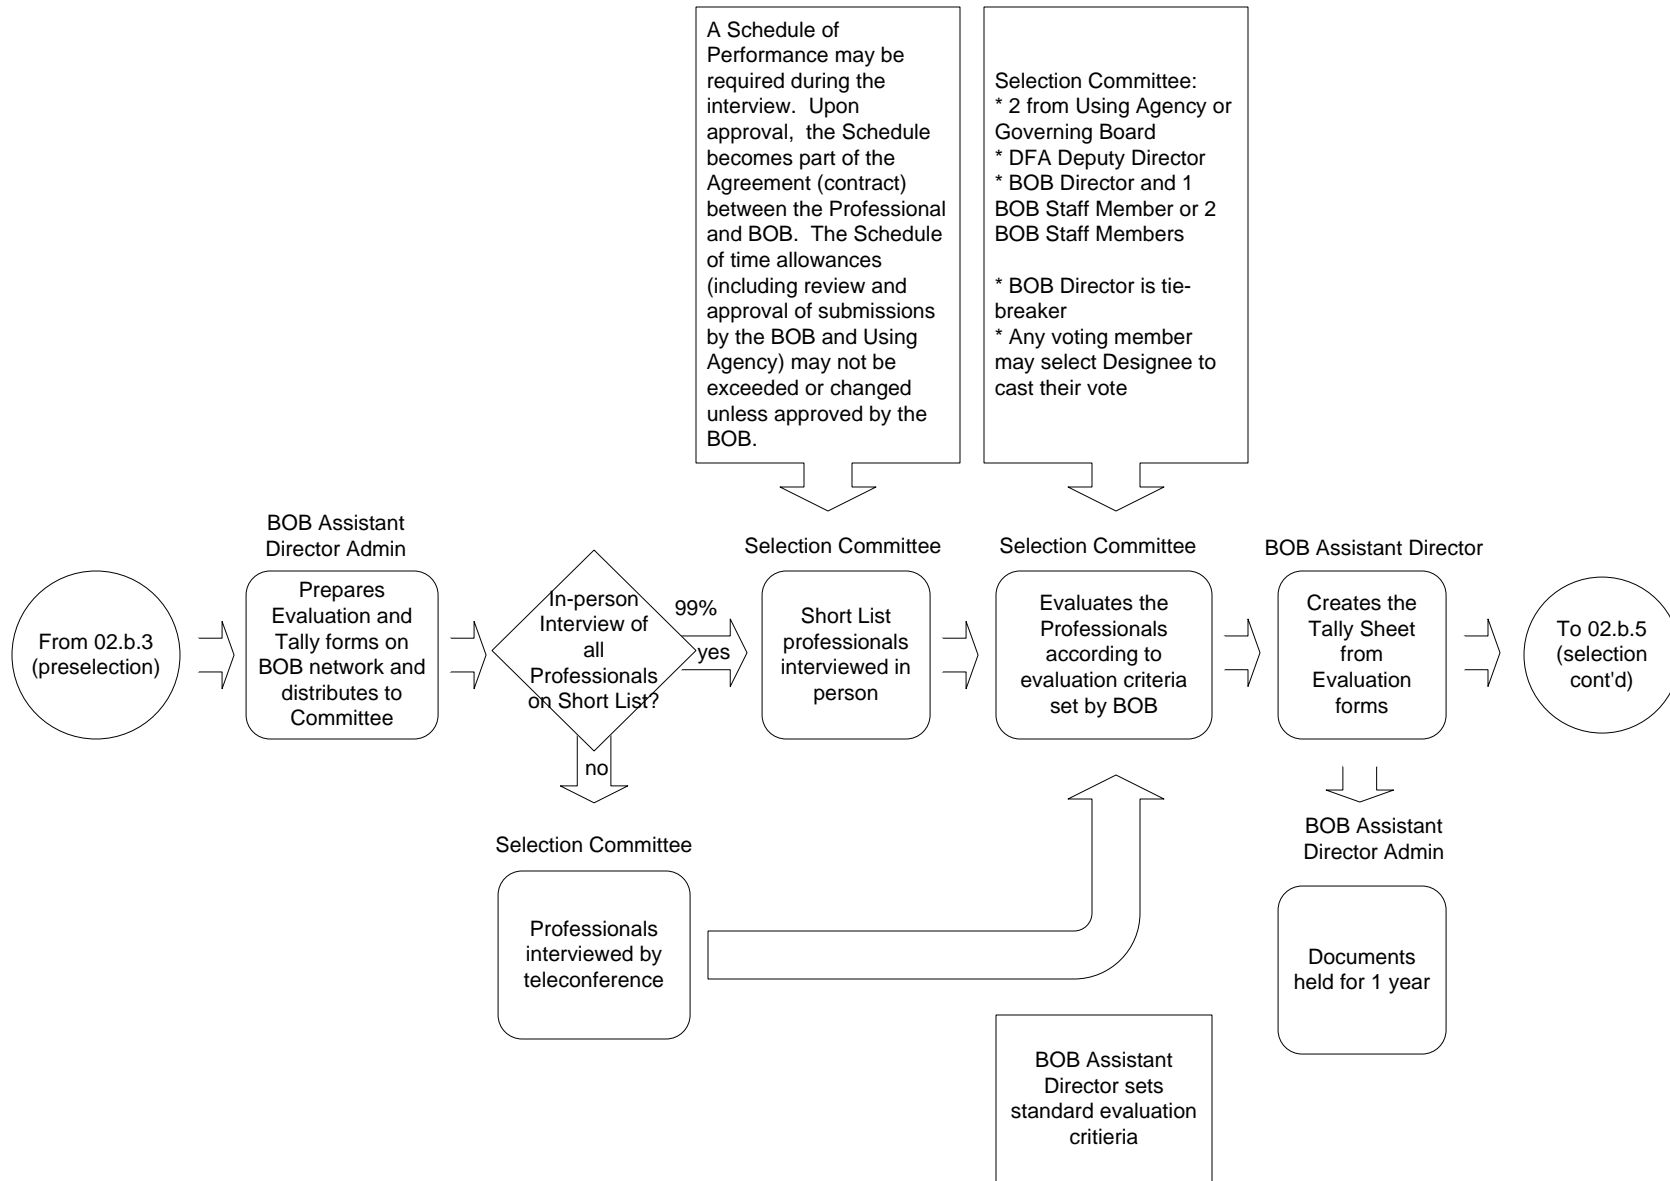 A Schedule of
Performance may be
required during the
interview.  Upon
approval,  the Schedule
becomes part of the
Agreement (contract)
between the Professional
and BOB.  The Schedule
of time allowances
(including review and
approval of submissions
by the BOB and Using
Agency) may not be
exceeded or changed
unless approved by the
BOB.
Selection Committee:
* 2 from Using Agency or
Governing Board
* DFA Deputy Director
* BOB Director and 1
BOB Staff Member or 2
BOB Staff Members
* BOB Director is tie-
breaker
* Any voting member
may select Designee to
cast their vote
From 02.b.3
(preselection)
BOB Assistant
Director Admin
Prepares
Evaluation and
Tally forms on
BOB network and
distributes to
Committee
In-person
Interview of
all
Professionals
on Short List?
99%
yes
no
Selection Committee
Short List
professionals
interviewed in
person
Selection Committee
Evaluates the
Professionals
according to
evaluation criteria
set by BOB
BOB Assistant Director
Creates the
Tally Sheet
from
Evaluation
forms
To 02.b.5
(selection
cont'd)
Selection Committee
Professionals
interviewed by
teleconference
BOB Assistant
Director Admin
Documents
held for 1 year
BOB Assistant
Director sets
standard evaluation
critieria